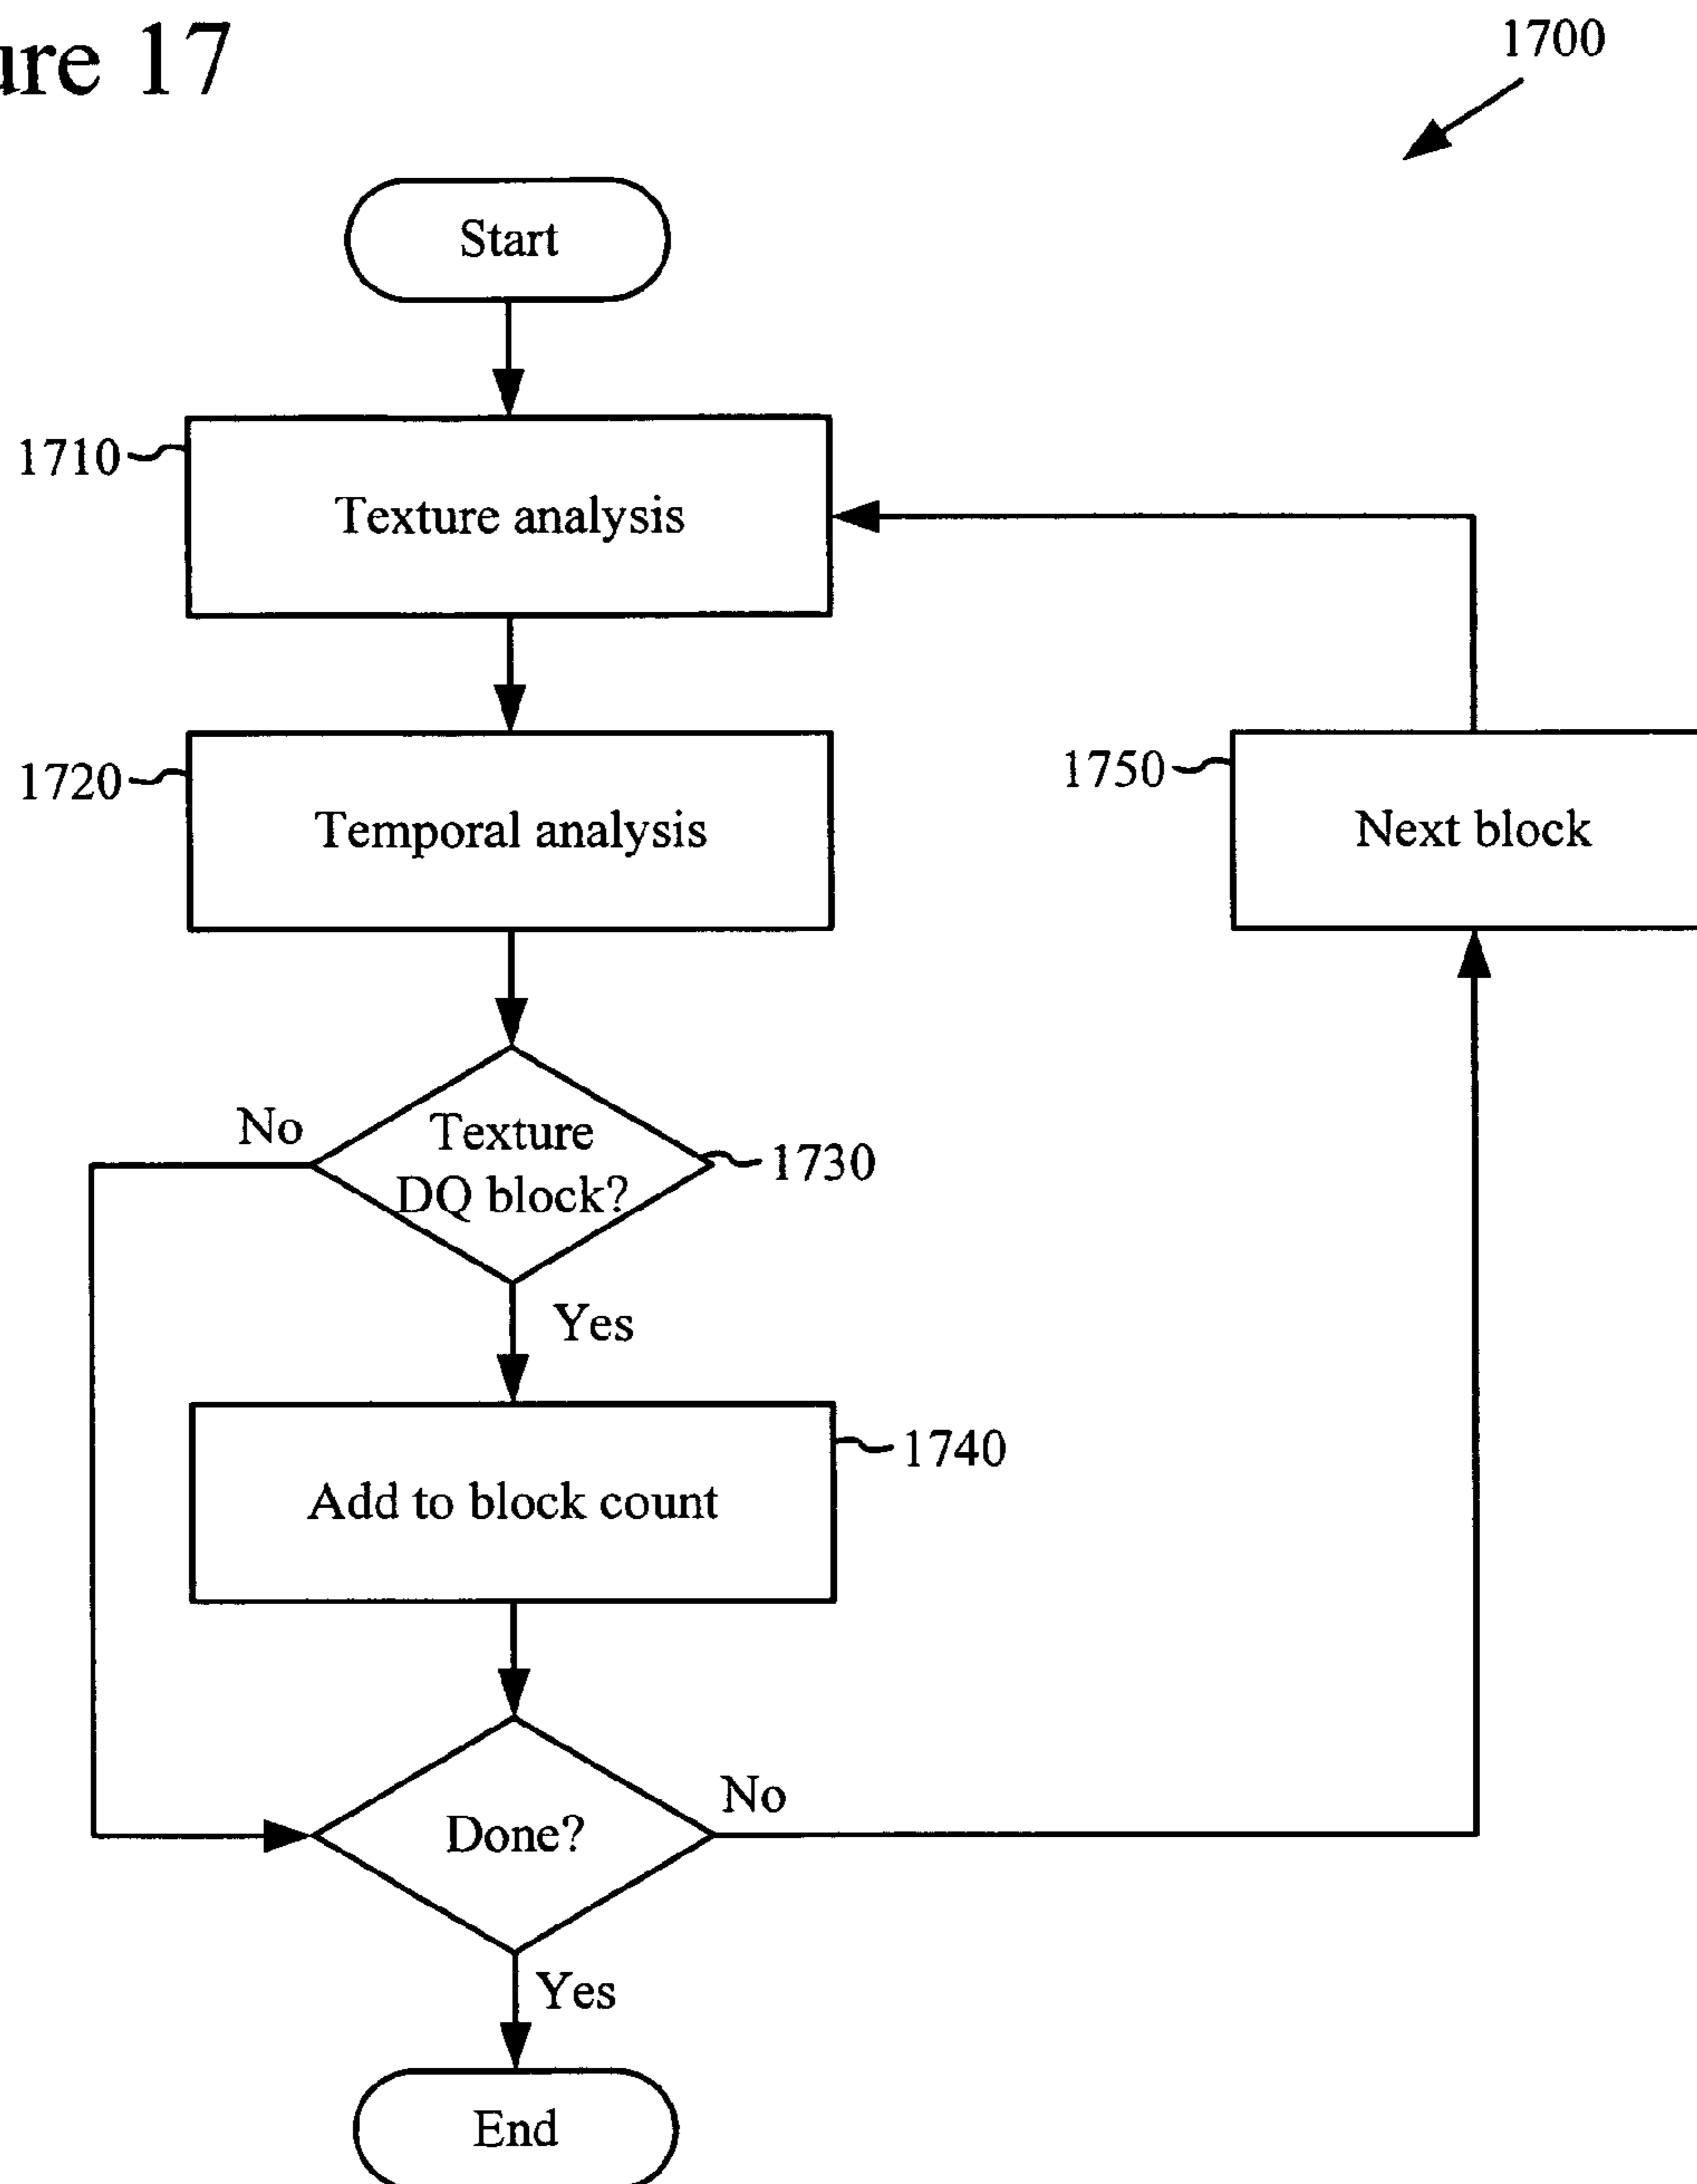 ure 17
1700
Start
1710
Texture analysis
1720
Temporal analysis
1750
Next block
No
Texture
DQ block?
1730
Yes
1740
Add to block count
Done?
No
Yes
End